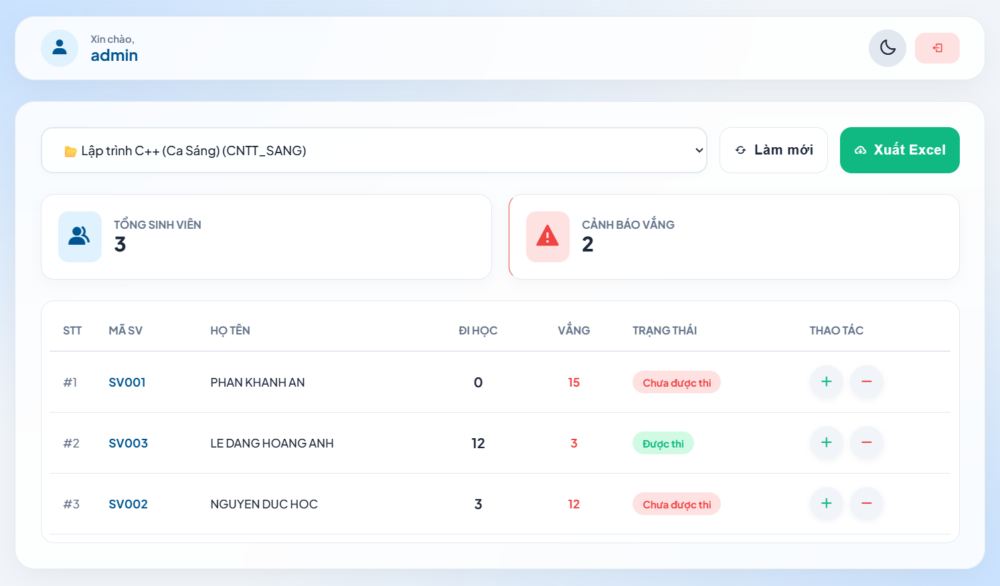 Xin chào,
admin
Lập trình C++ (Ca Sáng) (CNTT_SANG)
Làm mới
Xuất Excel
TỔNG SINH VIÊN
3
CẢNH BÁO VẮNG
2
STT MÃ SV HỌ TÊN ĐI HỌC VẮNG TRẠNG THÁI THAO TÁC
#1 SV001 PHAN KHANH AN 0 15 Chưa được thi + −
#2 SV003 LE DANG HOANG ANH 12 3 Được thi + −
#3 SV002 NGUYEN DUC HOC 3 12 Chưa được thi + −